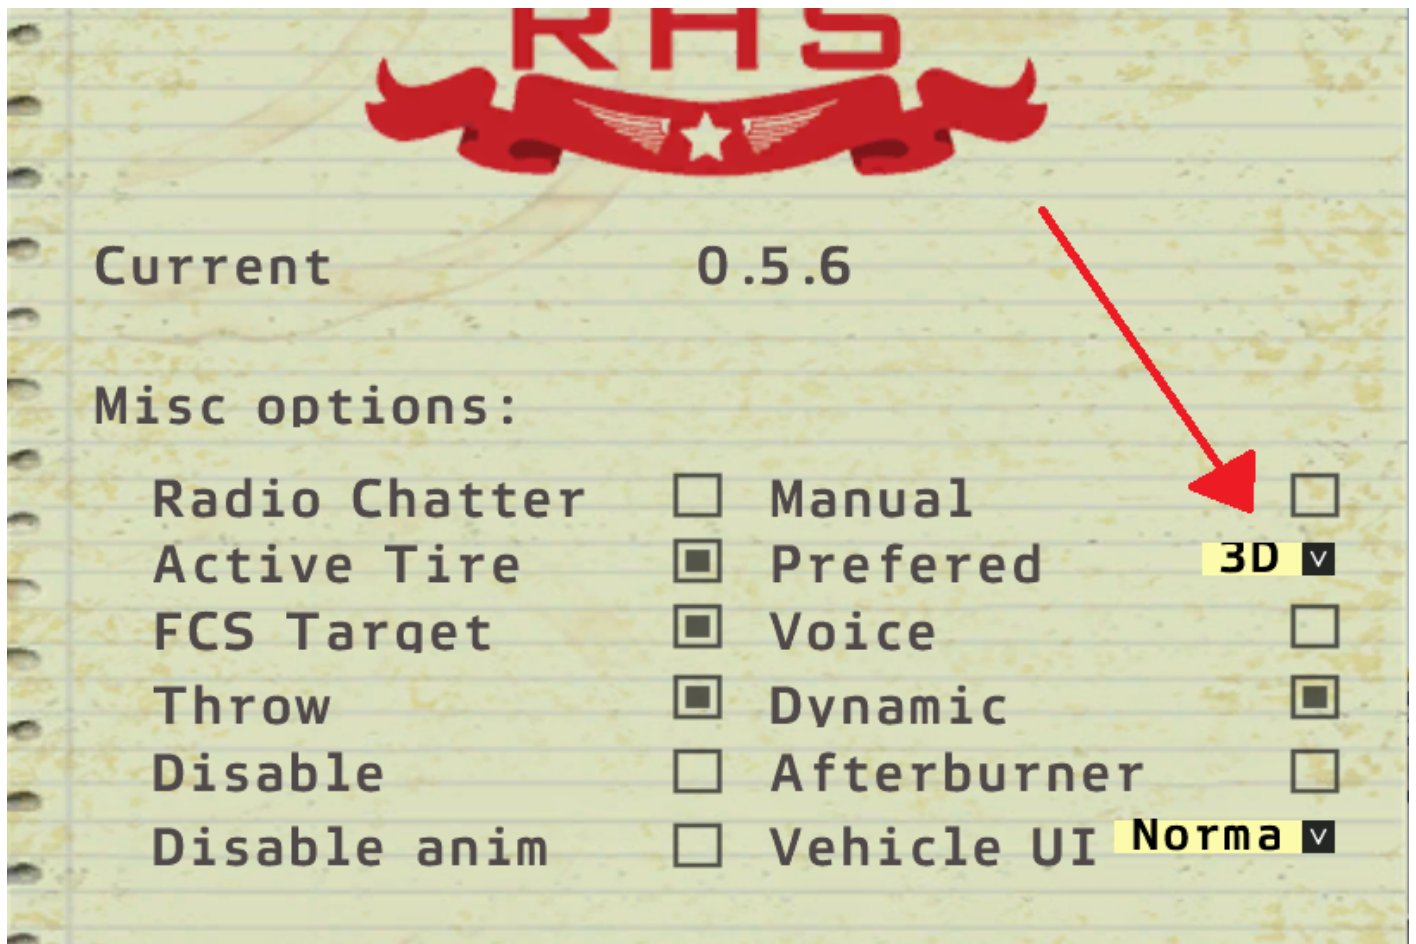 RHS
Current 0.5.6
Misc options:
Radio Chatter Manual
Active Tire Prefered 3D
FCS Target Voice
Throw Dynamic
Disable Afterburner
Disable anim Vehicle UI Norma